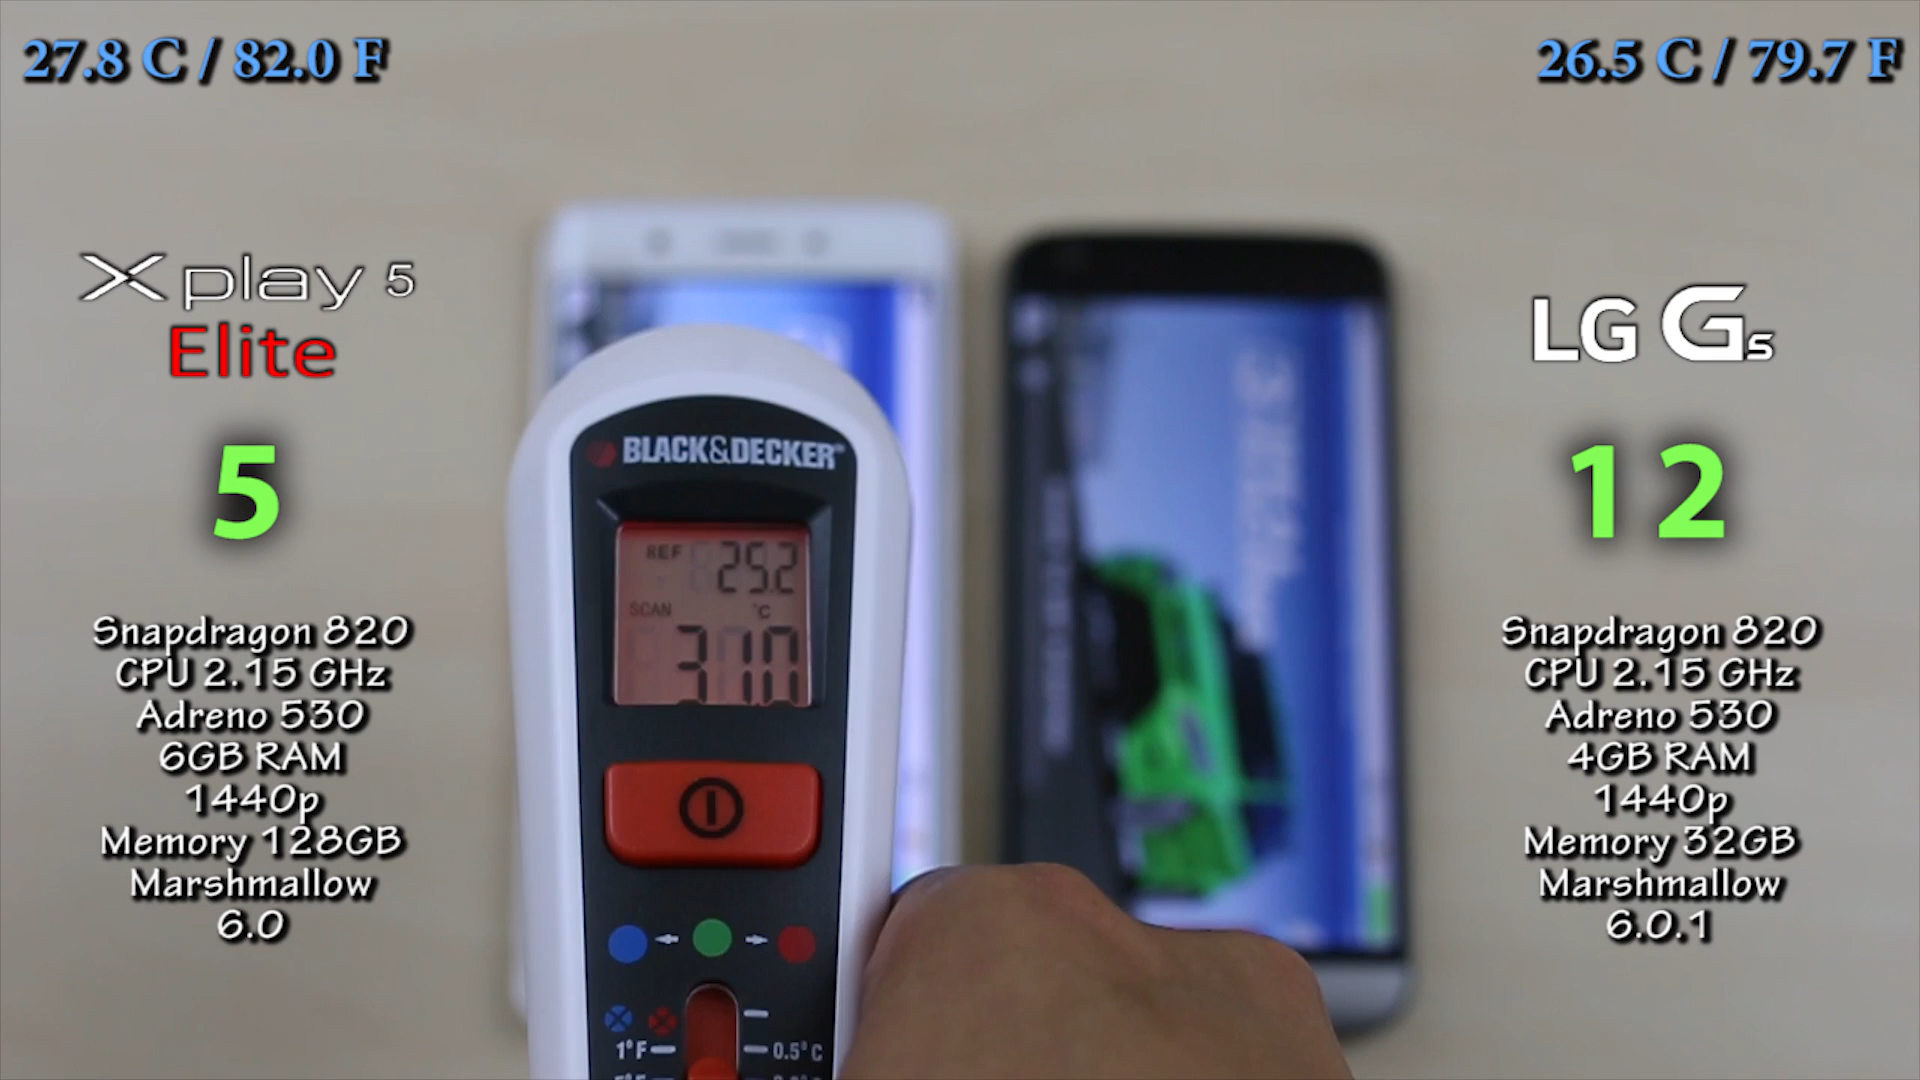 27.8 C / 82.0 F
26.5 C / 79.7 F
Xplay 5
Elite
5
Snapdragon 820
CPU 2.15 GHz
Adreno 530
6GB RAM
1440p
Memory 128GB
Marshmallow
6.0
BLACK&DECKER
REF 25.2
SCAN °C
31.0
1°F
0.5°C
LG G5
12
Snapdragon 820
CPU 2.15 GHz
Adreno 530
4GB RAM
1440p
Memory 32GB
Marshmallow
6.0.1